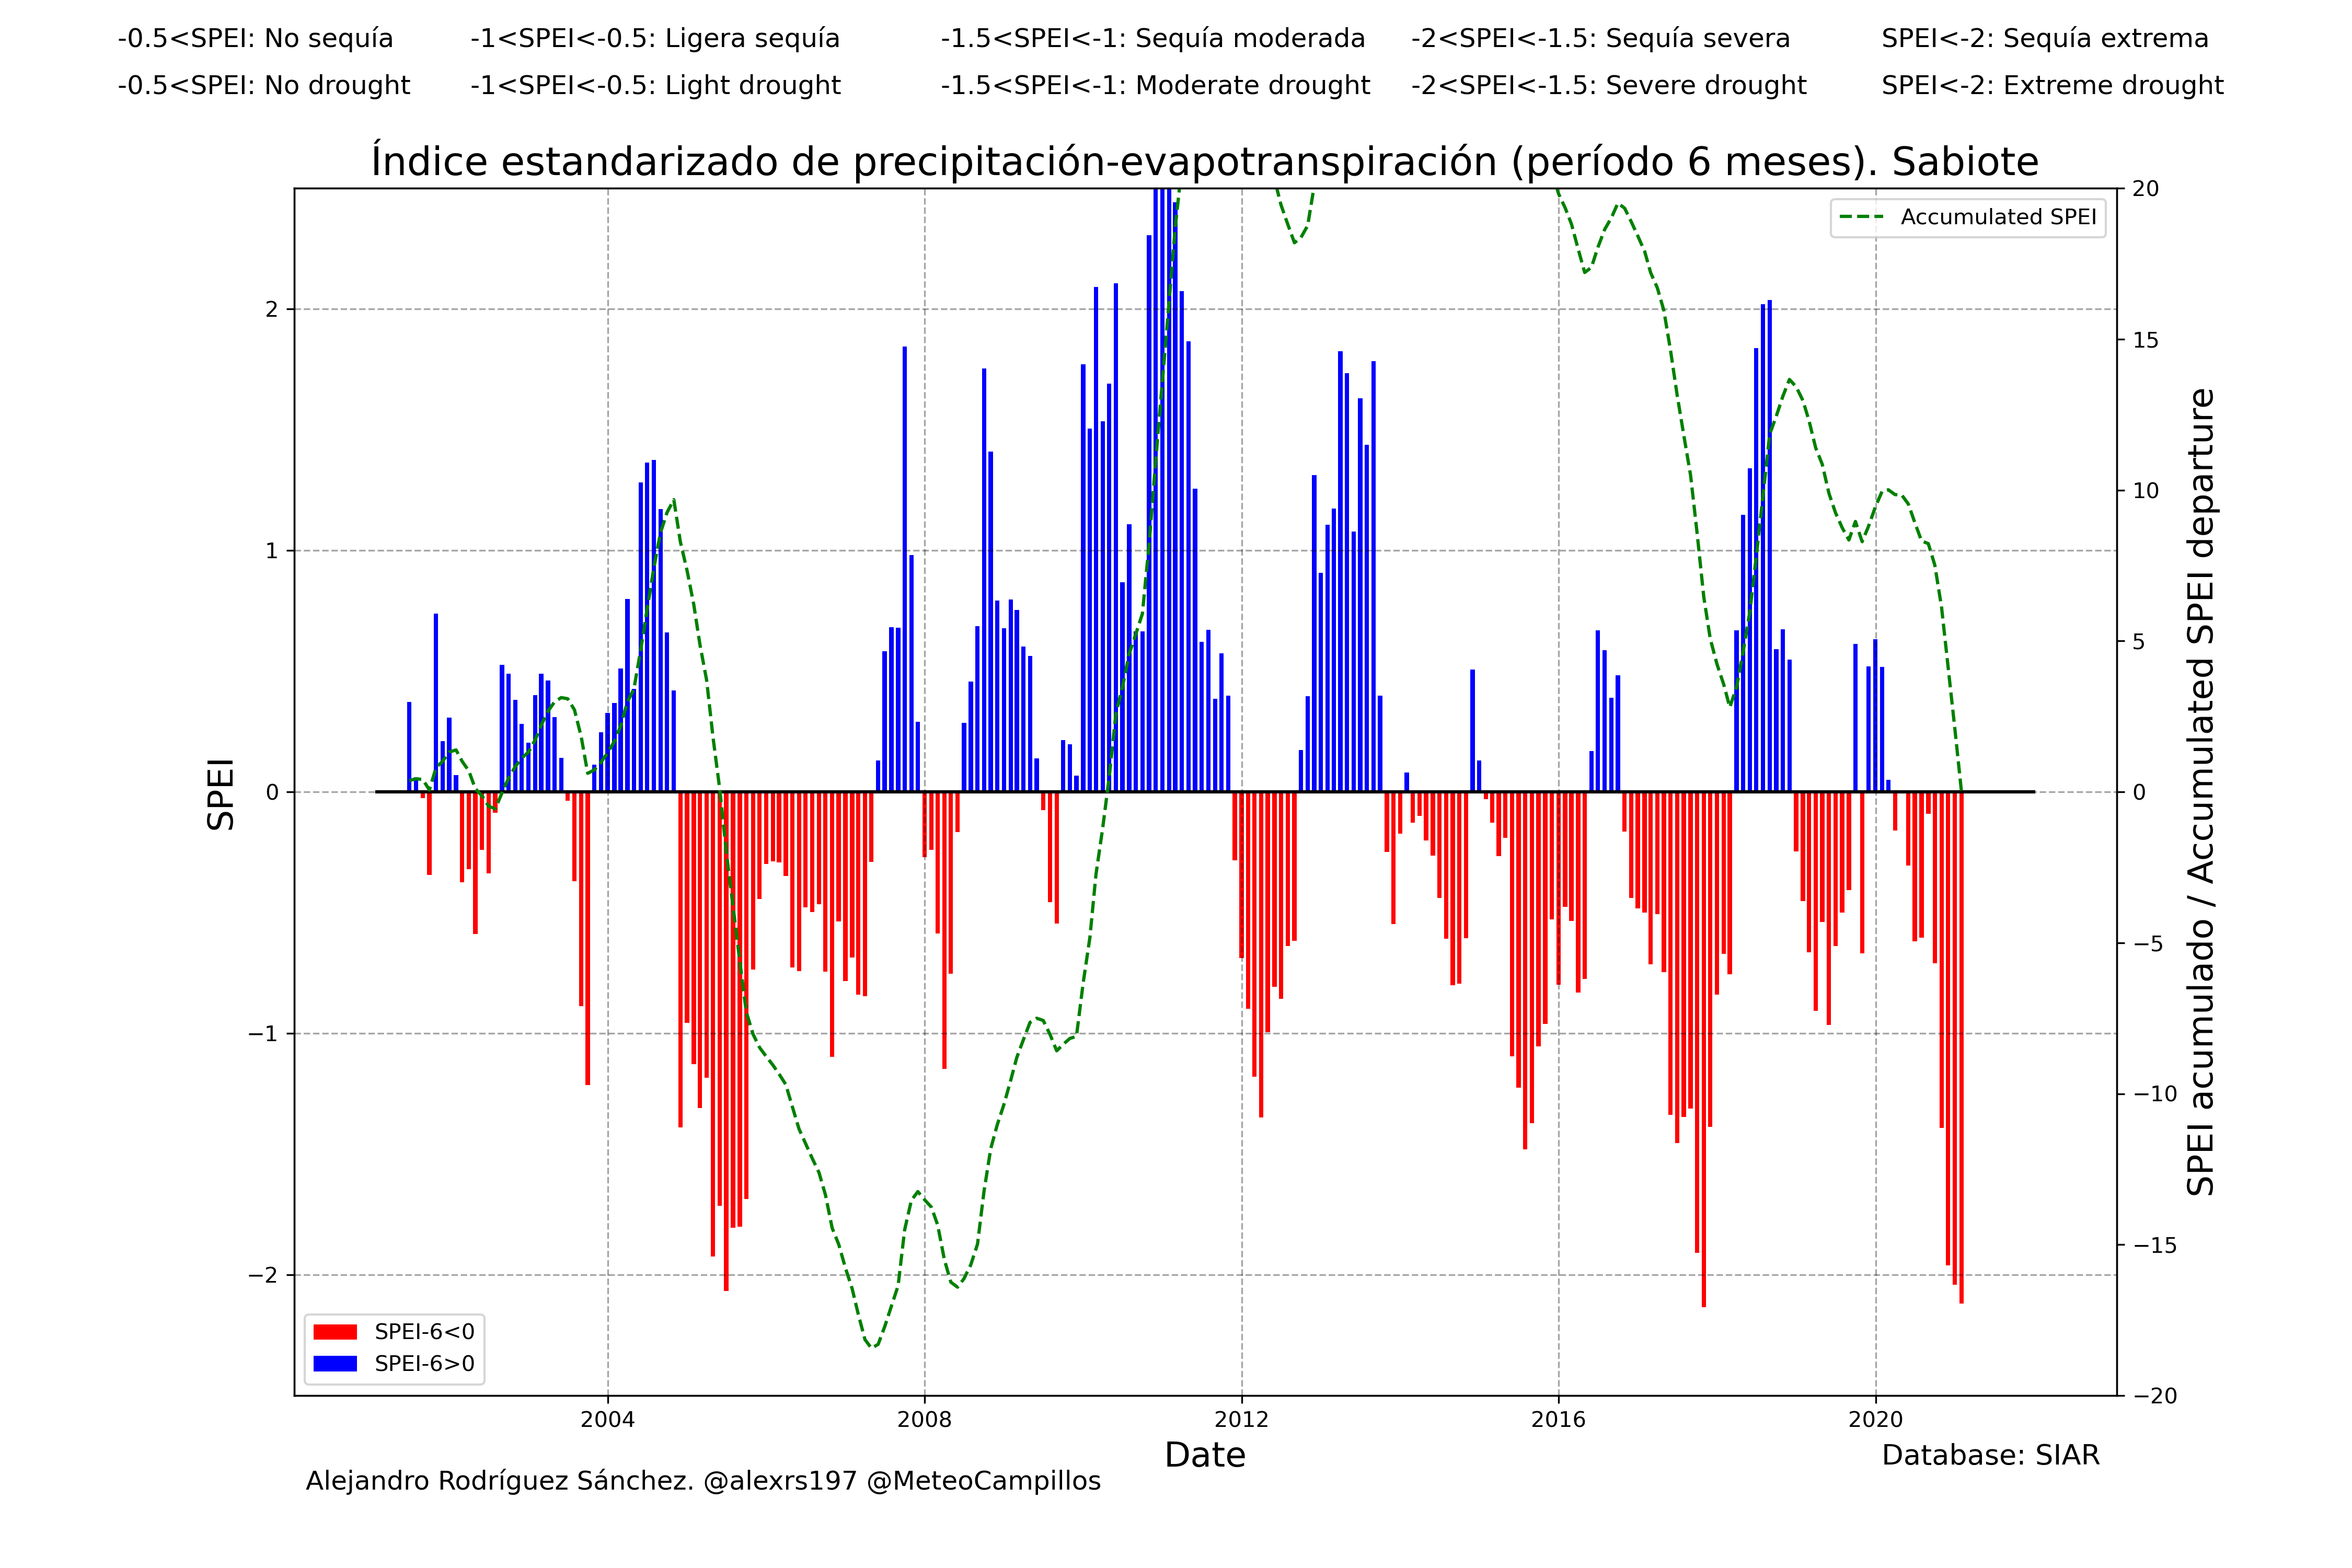 -0.5<SPEI: No sequía -1<SPEI<-0.5: Ligera sequía -1.5<SPEI<-1: Sequía moderada -2<SPEI<-1.5: Sequía severa SPEI<-2: Sequía extrema
-0.5<SPEI: No drought -1<SPEI<-0.5: Light drought -1.5<SPEI<-1: Moderate drought -2<SPEI<-1.5: Severe drought SPEI<-2: Extreme drought
Índice estandarizado de precipitación-evapotranspiración (período 6 meses). Sabiote
Accumulated SPEI
SPEI
2
1
0
−1
−2
20
15
10
5
0
−5
−10
−15
−20
SPEI acumulado / Accumulated SPEI departure
SPEI-6<0
SPEI-6>0
2004 2008 2012 2016 2020
Date
Database: SIAR
Alejandro Rodríguez Sánchez. @alexrs197 @MeteoCampillos